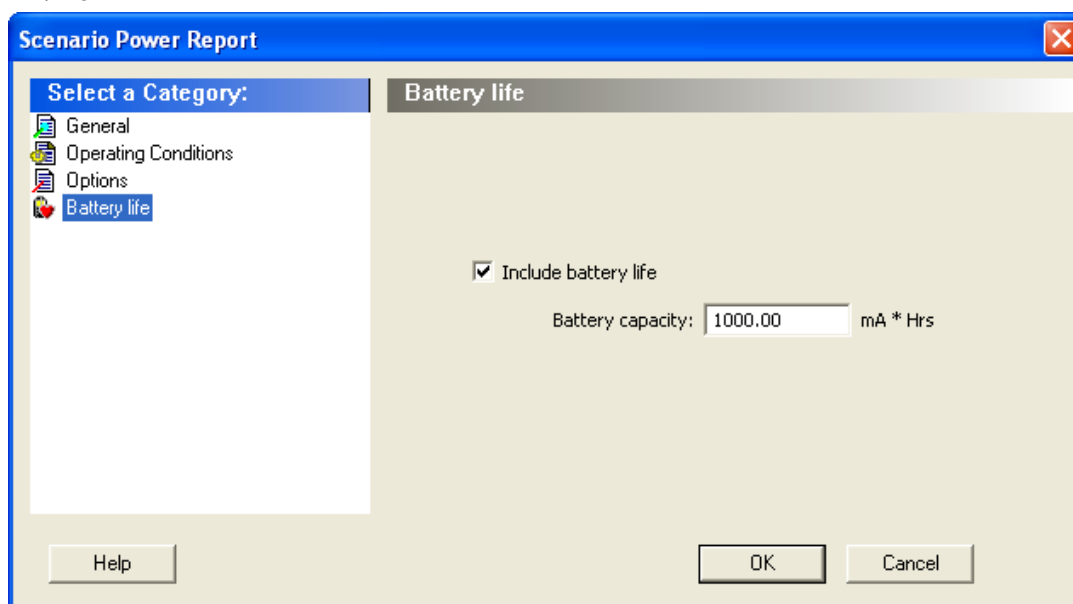 Scenario Power Report
Select a Category:
General
Operating Conditions
Options
Battery life
Battery life
Include battery life
Battery capacity: 1000.00 mA * Hrs
Help
OK
Cancel